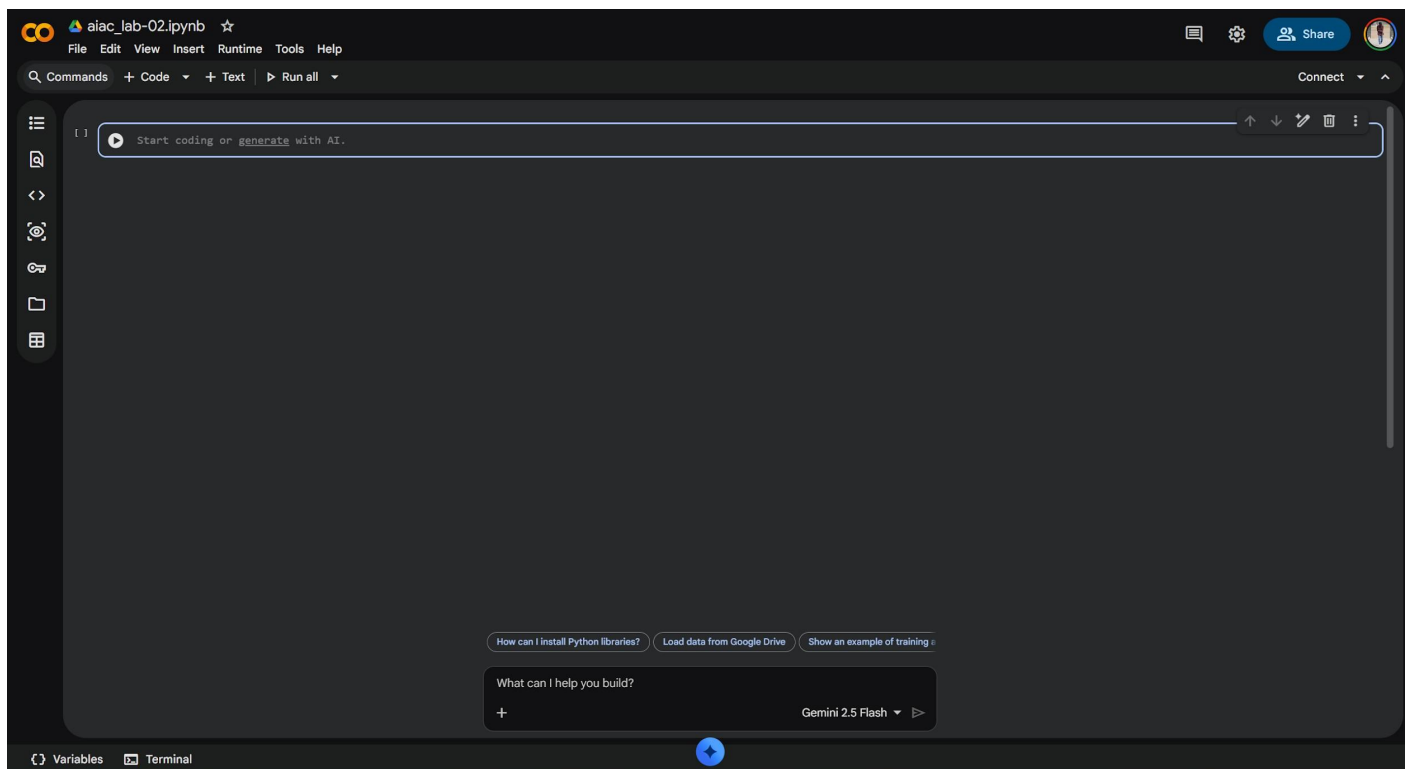 aiac_lab-02.ipynb
File Edit View Insert Runtime Tools Help
Share
Commands + Code + Text Run all
Connect
[ ]
Start coding or generate with AI.
How can I install Python libraries? Load data from Google Drive Show an example of training
What can I help you build?
+ Gemini 2.5 Flash
Variables Terminal